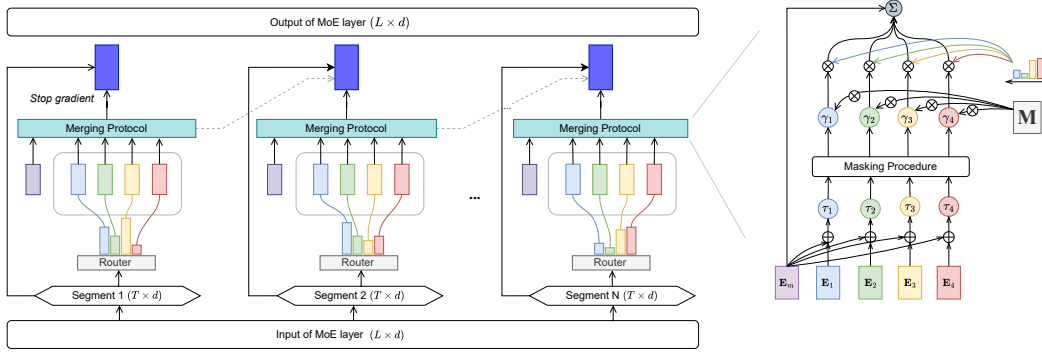 Output of MoE layer (L × d)
Stop gradient
Merging Protocol
Merging Protocol
...
Merging Protocol
...
Router
Router
Router
Segment 1 (T × d)
Segment 2 (T × d)
Segment N (T × d)
Input of MoE layer (L × d)
Σ
γ₁ γ₂ γ₃ γ₄
M
Masking Procedure
τ₁ τ₂ τ₃ τ₄
Eₘ E₁ E₂ E₃ E₄